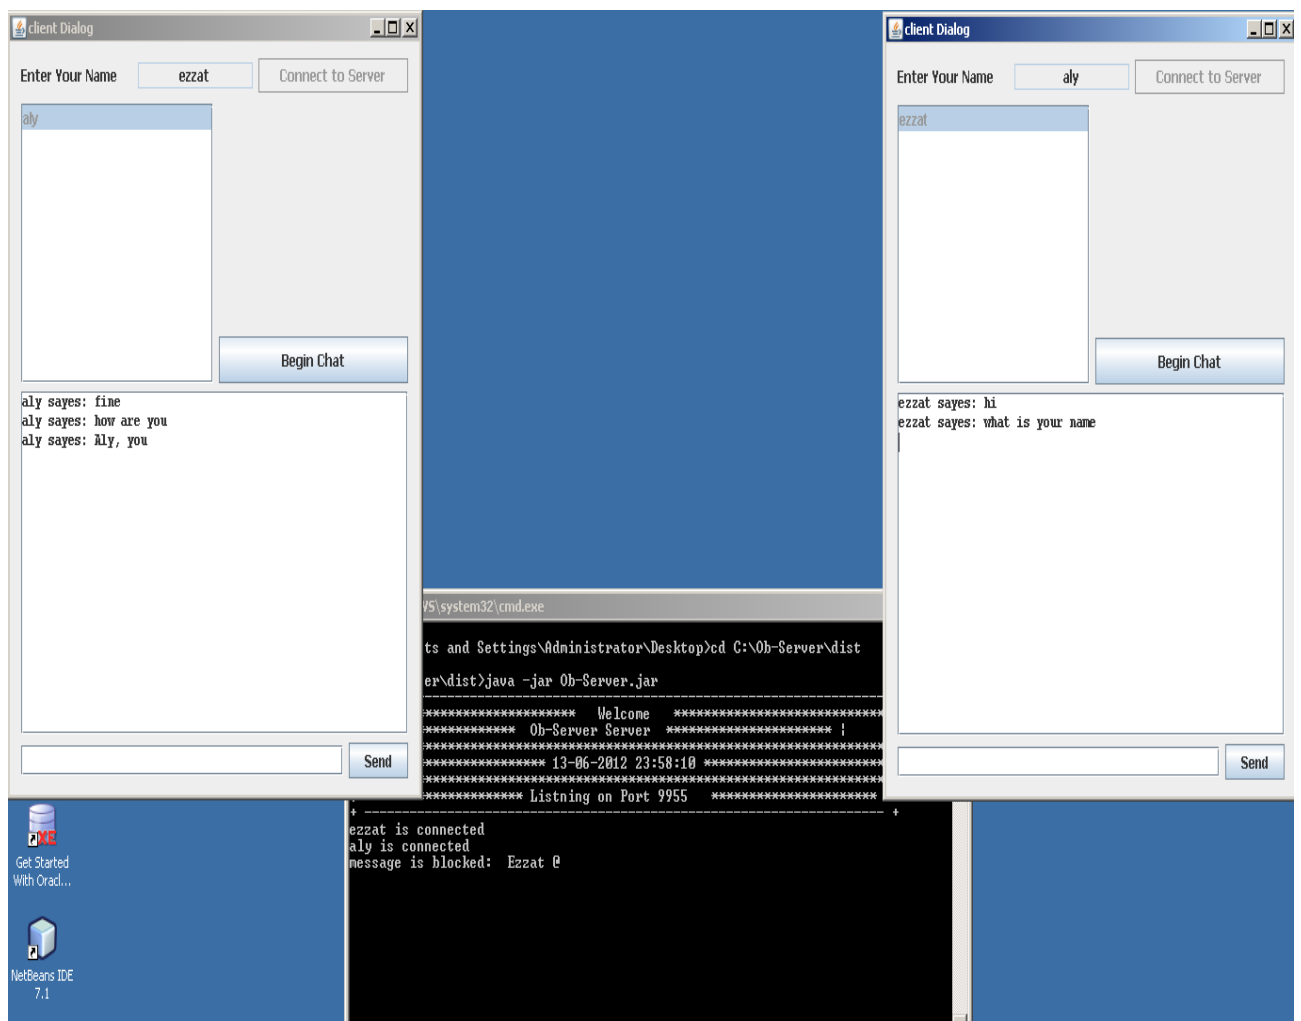 client Dialog
Enter Your Name ezzat Connect to Server
aly
Begin Chat
aly sayes: fine
aly sayes: how are you
aly sayes: Aly, you
Send
client Dialog
Enter Your Name aly Connect to Server
ezzat
Begin Chat
ezzat sayes: hi
ezzat sayes: what is your name
Send
VS\system32\cmd.exe
ts and Settings\Administrator\Desktop>cd C:\Ob-Server\dist
er\dist>java -jar Ob-Server.jar
******************** Welcome ****************************
************ Ob-Server Server ********************** ¦
**************** 13-06-2012 23:58:10 ************************
************* Listning on Port 9955 **********************
+ ---------------------------------------------------------------------- +
ezzat is connected
aly is connected
message is blocked: Ezzat @
XE
Get Started
With Oracl...
NetBeans IDE
7.1